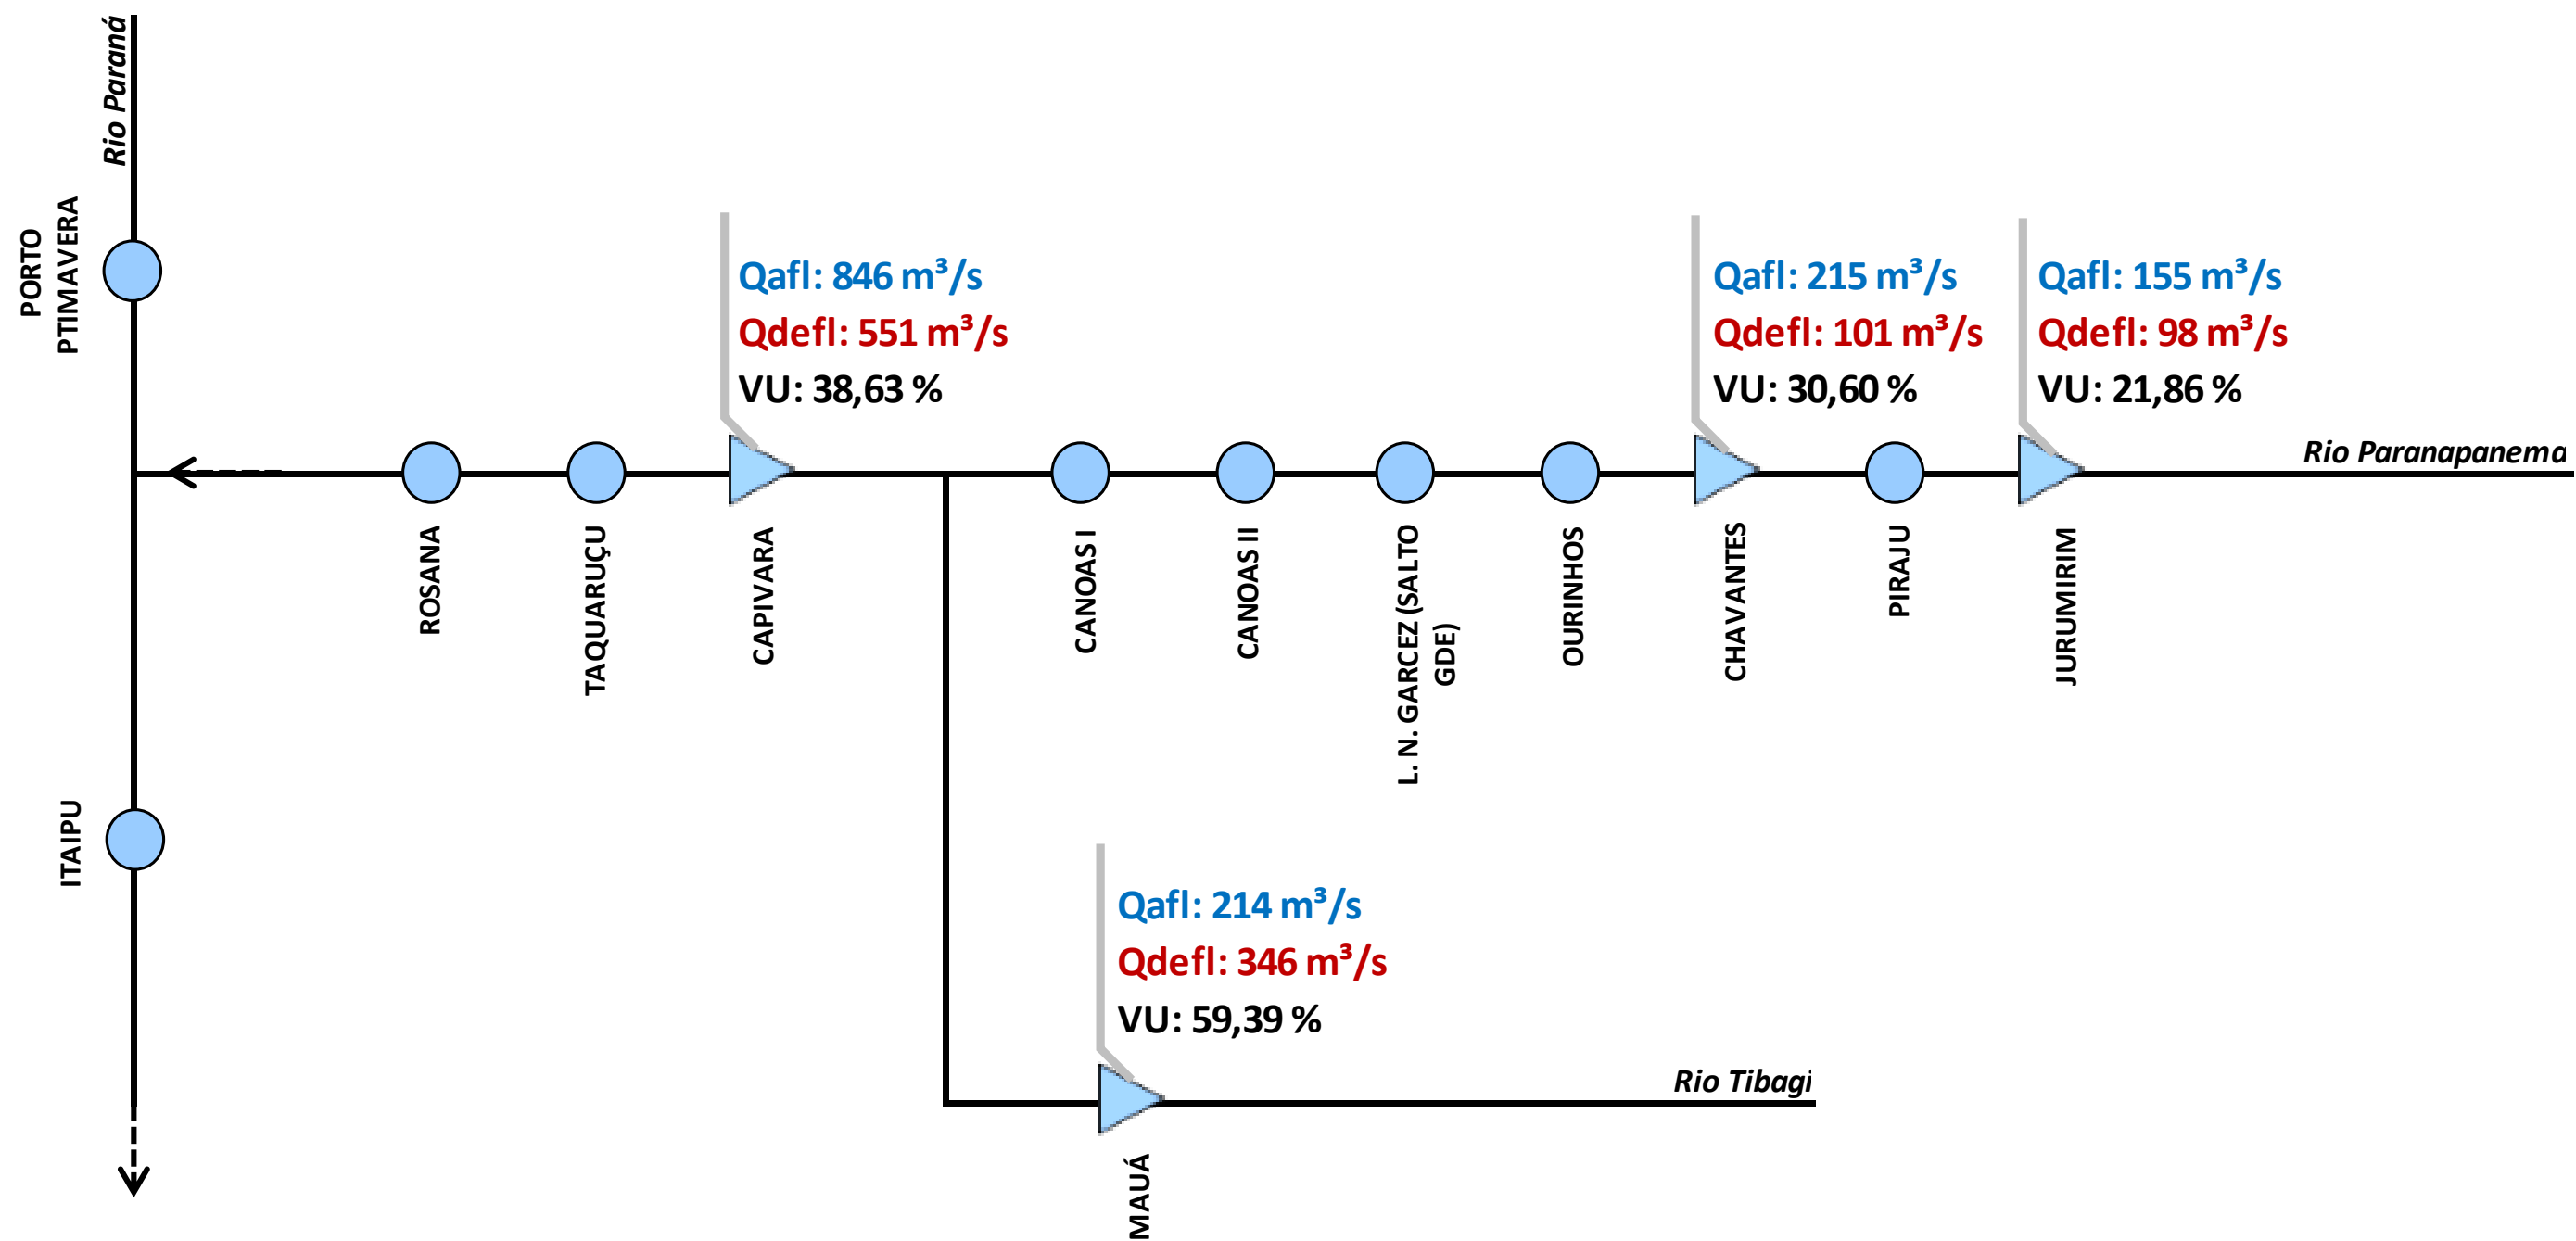 Rio Paraná
PORTO
PTIMAVERA
Qafl: 846 m³/s
Qdefl: 551 m³/s
VU: 38,63 %
Qafl: 215 m³/s
Qdefl: 101 m³/s
VU: 30,60 %
Qafl: 155 m³/s
Qdefl: 98 m³/s
VU: 21,86 %
Rio Paranapanema
ROSANA
TAQUARUÇU
CAPIVARA
CANOAS I
CANOAS II
L. N. GARCEZ (SALTO
GDE)
OURINHOS
CHAVANTES
PIRAJU
JURUMIRIM
ITAIPU
Qafl: 214 m³/s
Qdefl: 346 m³/s
VU: 59,39 %
Rio Tibagi
MAUÁ